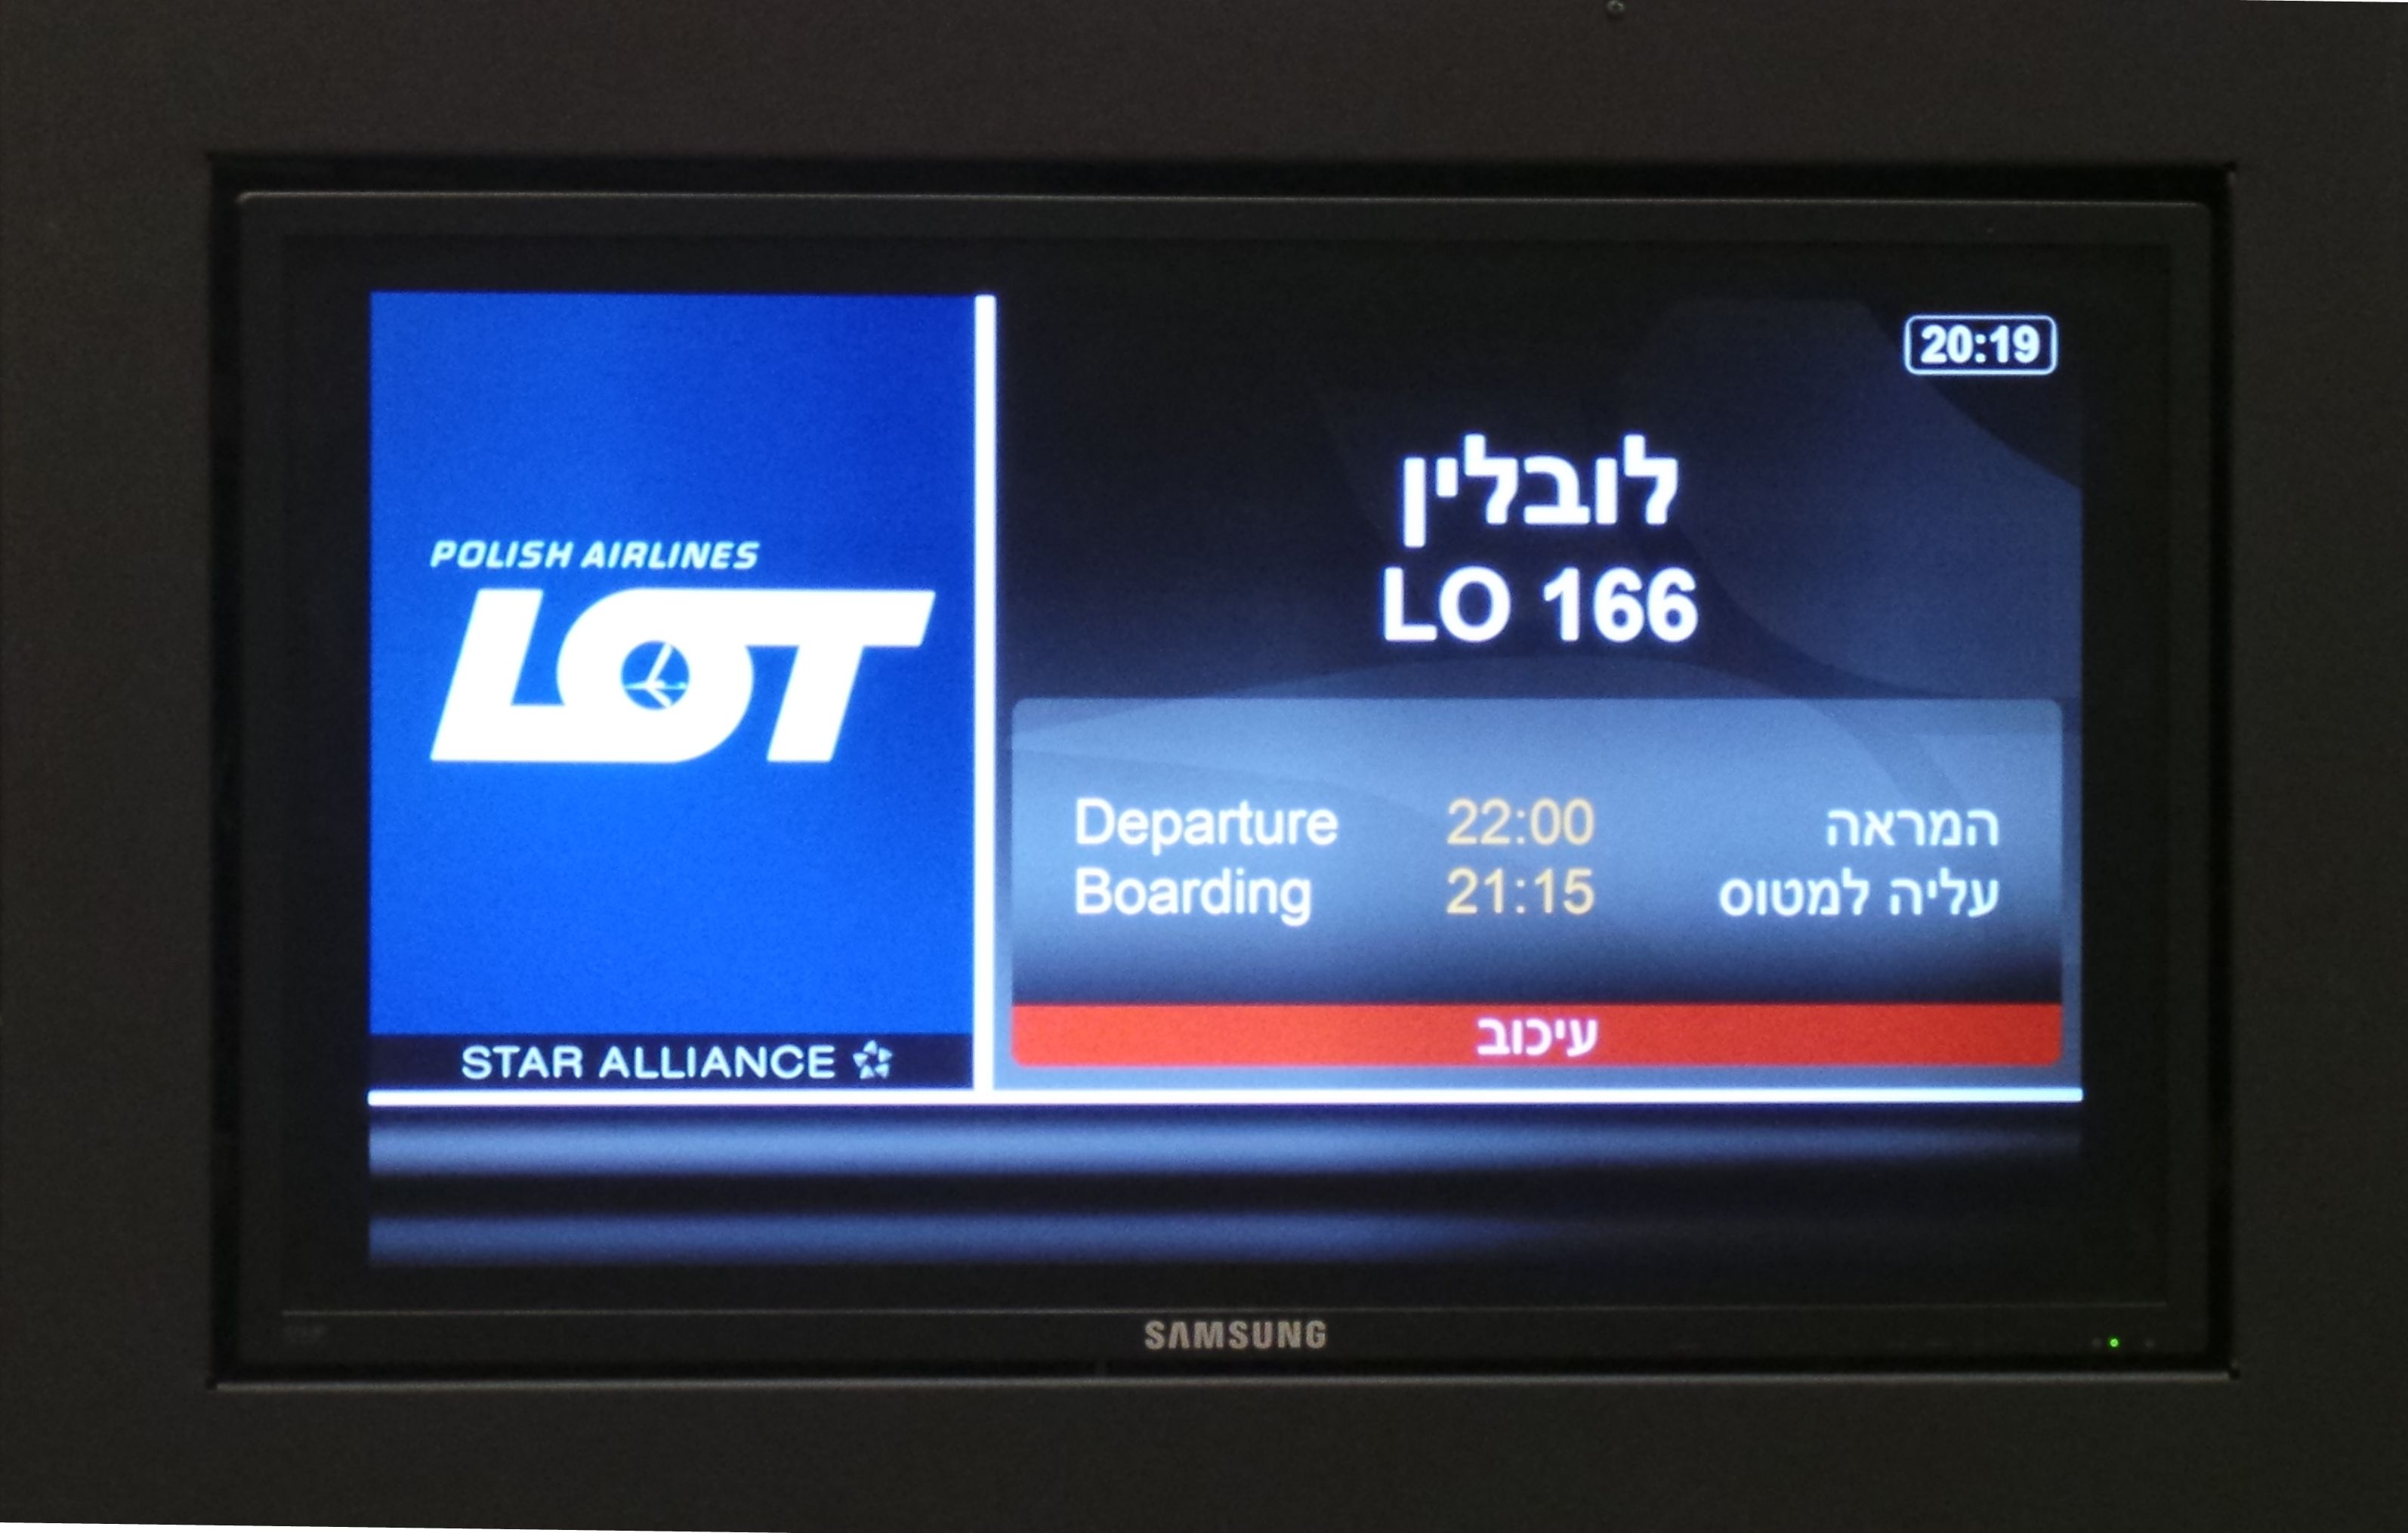 POLISH AIRLINES
LOT
STAR ALLIANCE
20:19
לובלין
LO 166
Departure 22:00 המראה
Boarding 21:15 עליה למטוס
עיכוב
SAMSUNG